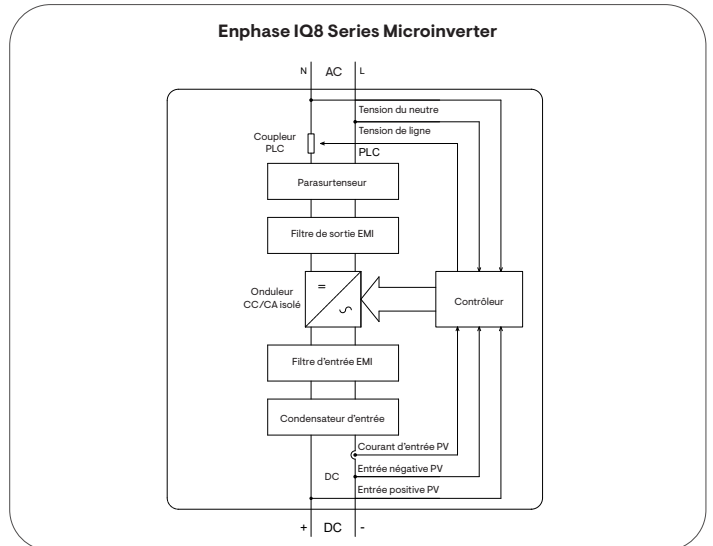 Enphase IQ8 Series Microinverter
N AC L
Tension du neutre
Coupleur
PLC
Tension de ligne
PLC
Parasurtenseur
Filtre de sortie EMI
Onduleur
CC/CA isolé
=
∿
Contrôleur
Filtre d'entrée EMI
Condensateur d'entrée
Courant d'entrée PV
DC
Entrée négative PV
Entrée positive PV
+ DC -